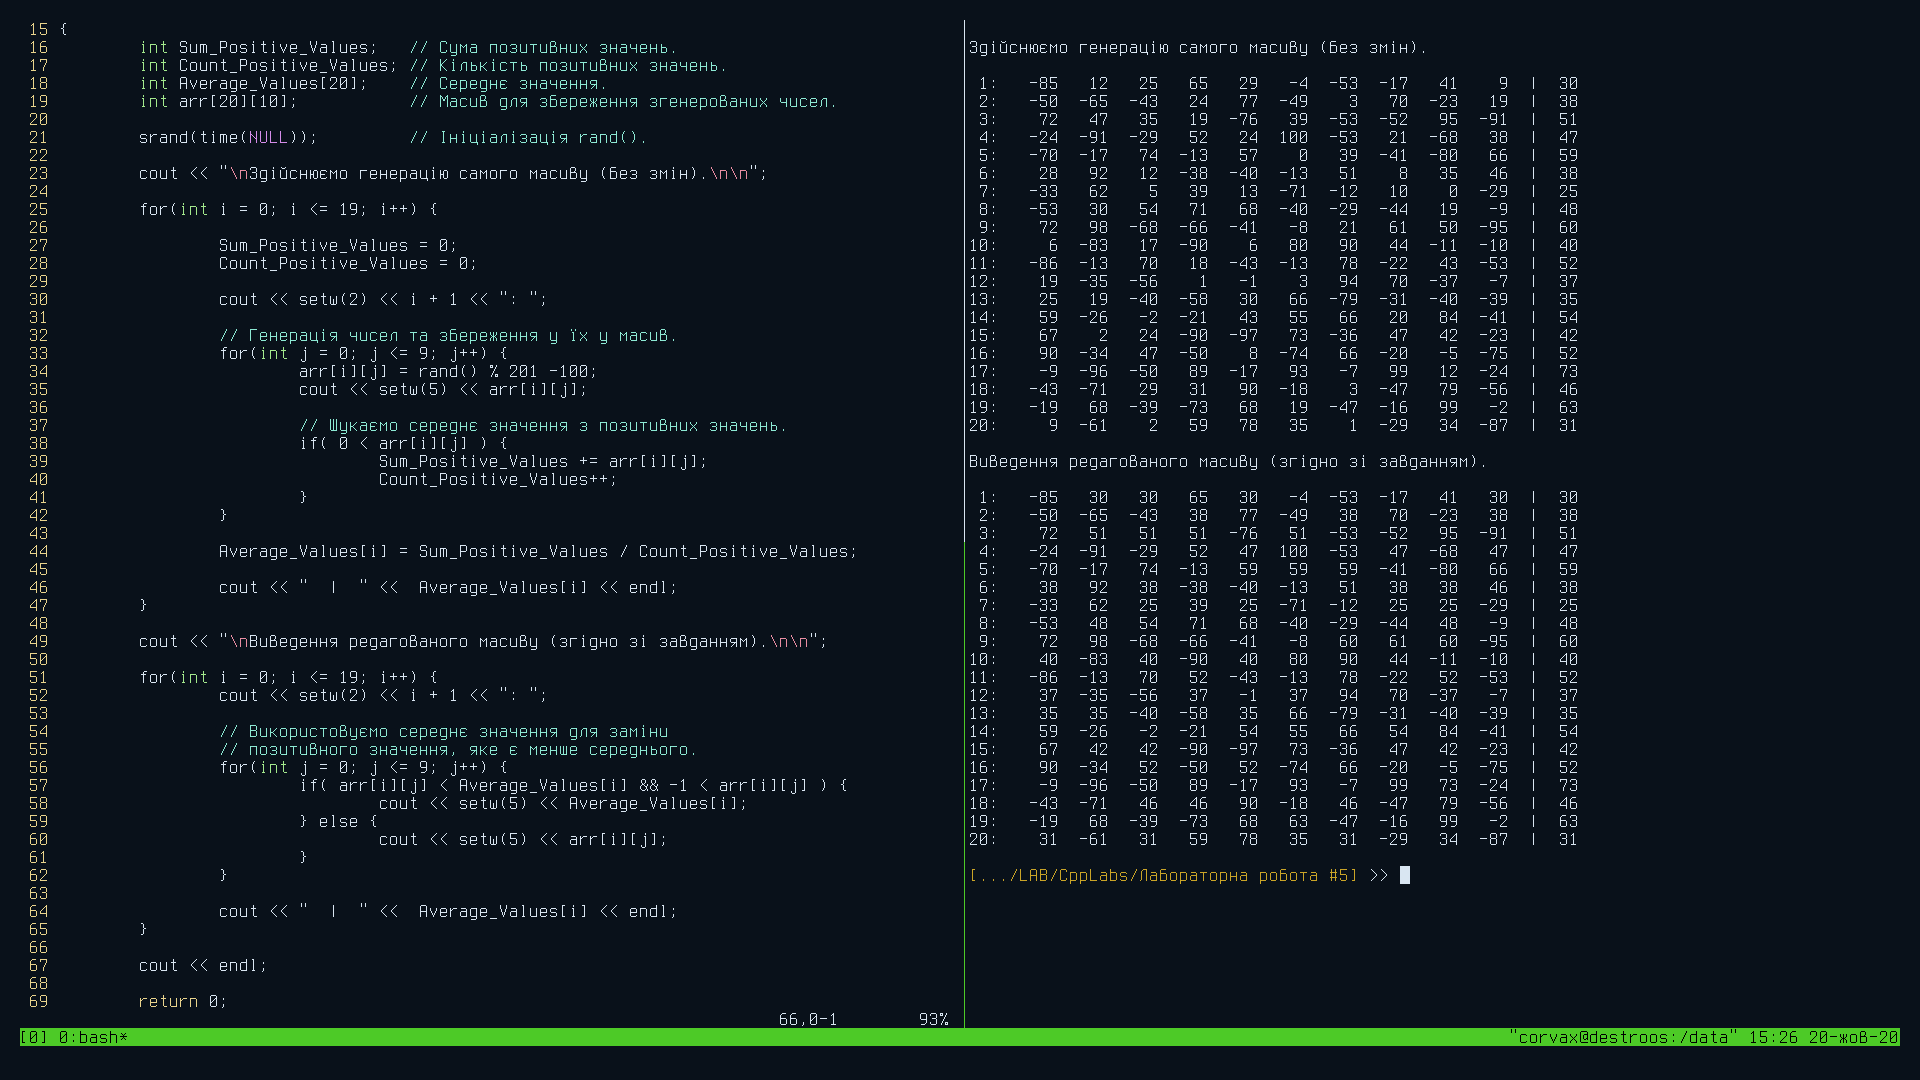 15 {
16         int Sum_Positive_Values;   // Сума позитивних значень.
17         int Count_Positive_Values; // Кількість позитивних значень.
18         int Average_Values[20];    // Середнє значення.
19         int arr[20][10];           // Масив для збереження згенерованих чисел.
20
21         srand(time(NULL));         // Ініціалізація rand().
22
23         cout << "\nЗдійснюємо генерацію самого масиву (без змін).\n\n";
24
25         for(int i = 0; i <= 19; i++) {
26
27                 Sum_Positive_Values = 0;
28                 Count_Positive_Values = 0;
29
30                 cout << setw(2) << i + 1 << ": ";
31
32                 // Генерація чисел та збереження у їх у масив.
33                 for(int j = 0; j <= 9; j++) {
34                         arr[i][j] = rand() % 201 -100;
35                         cout << setw(5) << arr[i][j];
36
37                         // Шукаємо середнє значення з позитивних значень.
38                         if( 0 < arr[i][j] ) {
39                                 Sum_Positive_Values += arr[i][j];
40                                 Count_Positive_Values++;
41                         }
42                 }
43
44                 Average_Values[i] = Sum_Positive_Values / Count_Positive_Values;
45
46                 cout << "  |  " <<  Average_Values[i] << endl;
47         }
48
49         cout << "\nВиведення редагованого масиву (згідно зі завданням).\n\n";
50
51         for(int i = 0; i <= 19; i++) {
52                 cout << setw(2) << i + 1 << ": ";
53
54                 // Використовуємо середнє значення для заміни
55                 // позитивного значення, яке є менше середнього.
56                 for(int j = 0; j <= 9; j++) {
57                         if( arr[i][j] < Average_Values[i] && -1 < arr[i][j] ) {
58                                 cout << setw(5) << Average_Values[i];
59                         } else {
60                                 cout << setw(5) << arr[i][j];
61                         }
62                 }
63
64                 cout << "  |  " <<  Average_Values[i] << endl;
65         }
66
67         cout << endl;
68
69         return 0;
66,0-1        93%
Здійснюємо генерацію самого масиву (без змін).
 1:   -85   12   25   65   29   -4  -53  -17   41    9  |  30
 2:   -50  -65  -43   24   77  -49    3   70  -23   19  |  38
 3:    72   47   35   19  -76   39  -53  -52   95  -91  |  51
 4:   -24  -91  -29   52   24  100  -53   21  -68   38  |  47
 5:   -70  -17   74  -13   57    0   39  -41  -80   66  |  59
 6:    28   92   12  -38  -40  -13   51    8   35   46  |  38
 7:   -33   62    5   39   13  -71  -12   10    0  -29  |  25
 8:   -53   30   54   71   68  -40  -29  -44   19   -9  |  48
 9:    72   98  -68  -66  -41   -8   21   61   50  -95  |  60
10:     6  -83   17  -90    6   80   90   44  -11  -10  |  40
11:   -86  -13   70   18  -43  -13   78  -22   43  -53  |  52
12:    19  -35  -56    1   -1    3   94   70  -37   -7  |  37
13:    25   19  -40  -58   30   66  -79  -31  -40  -39  |  35
14:    59  -26   -2  -21   43   55   66   20   84  -41  |  54
15:    67    2   24  -90  -97   73  -36   47   42  -23  |  42
16:    90  -34   47  -50    8  -74   66  -20   -5  -75  |  52
17:    -9  -96  -50   89  -17   93   -7   99   12  -24  |  73
18:   -43  -71   29   31   90  -18    3  -47   79  -56  |  46
19:   -19   68  -39  -73   68   19  -47  -16   99   -2  |  63
20:     9  -61    2   59   78   35    1  -29   34  -87  |  31
Виведення редагованого масиву (згідно зі завданням).
 1:   -85   30   30   65   30   -4  -53  -17   41   30  |  30
 2:   -50  -65  -43   38   77  -49   38   70  -23   38  |  38
 3:    72   51   51   51  -76   51  -53  -52   95  -91  |  51
 4:   -24  -91  -29   52   47  100  -53   47  -68   47  |  47
 5:   -70  -17   74  -13   59   59   59  -41  -80   66  |  59
 6:    38   92   38  -38  -40  -13   51   38   38   46  |  38
 7:   -33   62   25   39   25  -71  -12   25   25  -29  |  25
 8:   -53   48   54   71   68  -40  -29  -44   48   -9  |  48
 9:    72   98  -68  -66  -41   -8   60   61   60  -95  |  60
10:    40  -83   40  -90   40   80   90   44  -11  -10  |  40
11:   -86  -13   70   52  -43  -13   78  -22   52  -53  |  52
12:    37  -35  -56   37   -1   37   94   70  -37   -7  |  37
13:    35   35  -40  -58   35   66  -79  -31  -40  -39  |  35
14:    59  -26   -2  -21   54   55   66   54   84  -41  |  54
15:    67   42   42  -90  -97   73  -36   47   42  -23  |  42
16:    90  -34   52  -50   52  -74   66  -20   -5  -75  |  52
17:    -9  -96  -50   89  -17   93   -7   99   73  -24  |  73
18:   -43  -71   46   46   90  -18   46  -47   79  -56  |  46
19:   -19   68  -39  -73   68   63  -47  -16   99   -2  |  63
20:    31  -61   31   59   78   35   31  -29   34  -87  |  31
[.../LAB/CppLabs/Лабораторна робота #5] >>
[0] 0:bash*                    "corvax@destroos:/data" 15:26 20-жов-20